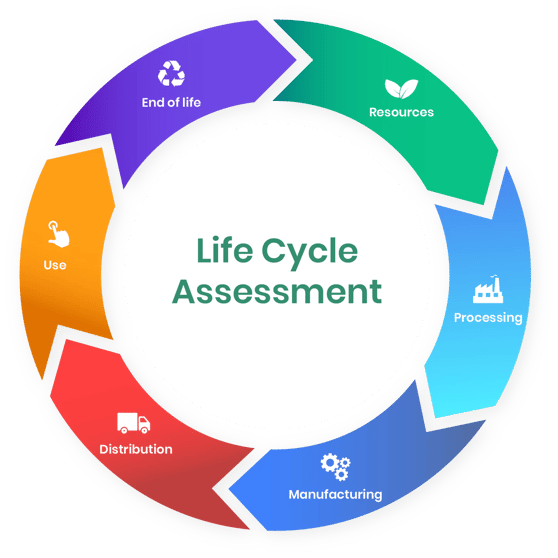 Life Cycle
Assessment
Resources
Processing
Manufacturing
Distribution
Use
End of life